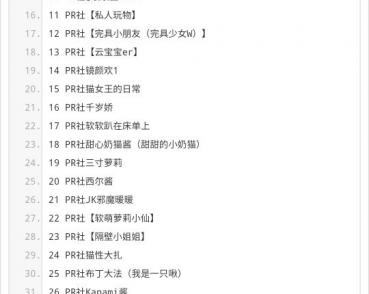 16. 11 PR社【私人玩物】
17. 12 PR社【完具小朋友（完具少女W）】
18. 13 PR社【云宝宝er】
19. 14 PR社镜颜欢1
20. 15 PR社猫女王的日常
21. 16 PR社千岁娇
22. 17 PR社软软趴在床单上
23. 18 PR社甜心奶猫酱（甜甜的小奶猫）
24. 19 PR社三寸萝莉
25. 20 PR社西尔酱
26. 21 PR社JK邪魔暖暖
27. 22 PR社【软萌萝莉小仙】
28. 23 PR社【隔壁小姐姐】
29. 24 PR社猫性大扎
30. 25 PR社布丁大法（我是一只啾）
31. 26 PR社Kanami酱